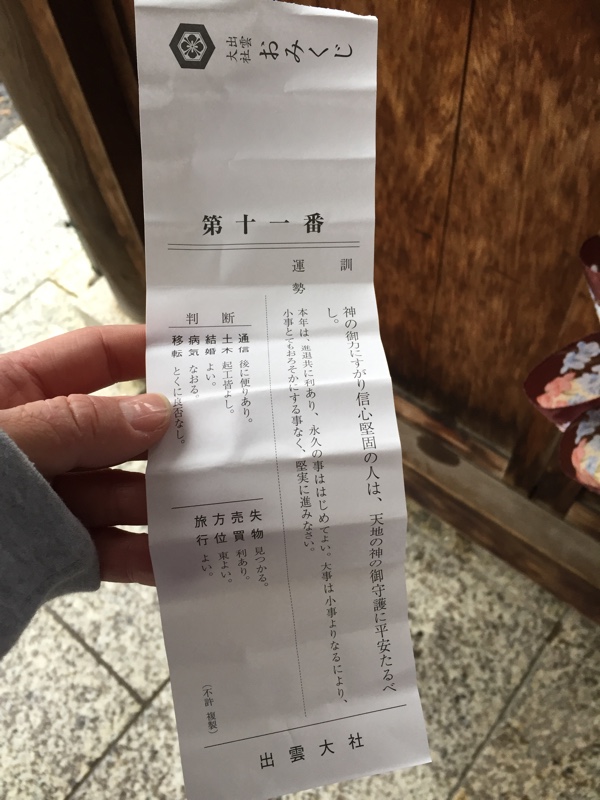 出雲大社
おみくじ
第十一番
訓
神の御力にすがり信心堅固の人は、天地の神の御守護に平安たるべ
し。
運勢
本年は、進退共に利あり、永久の事ははじめてよい。大事は小事よりなるにより、
小事とてもおろそかにする事なく、堅実に進みなさい。
判断
通信 後に便りあり。
土木 起工皆よし。
結婚 よい。
病気 なおる。
移転 とくに良否なし。
失物 見つかる。
売買 利あり。
方位 東よい。
旅行 よい。
(不許複製)
出雲大社